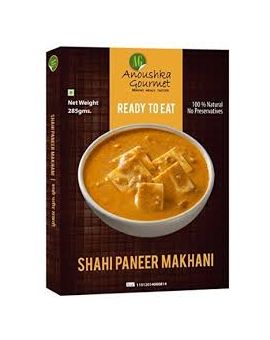 Anoushka
Gourmet
Net Weight
285gms.
READY TO EAT
100 % Natural
No Preservatives
SHAHI PANEER MAKHANI
SHAHI PANEER MAKHANI